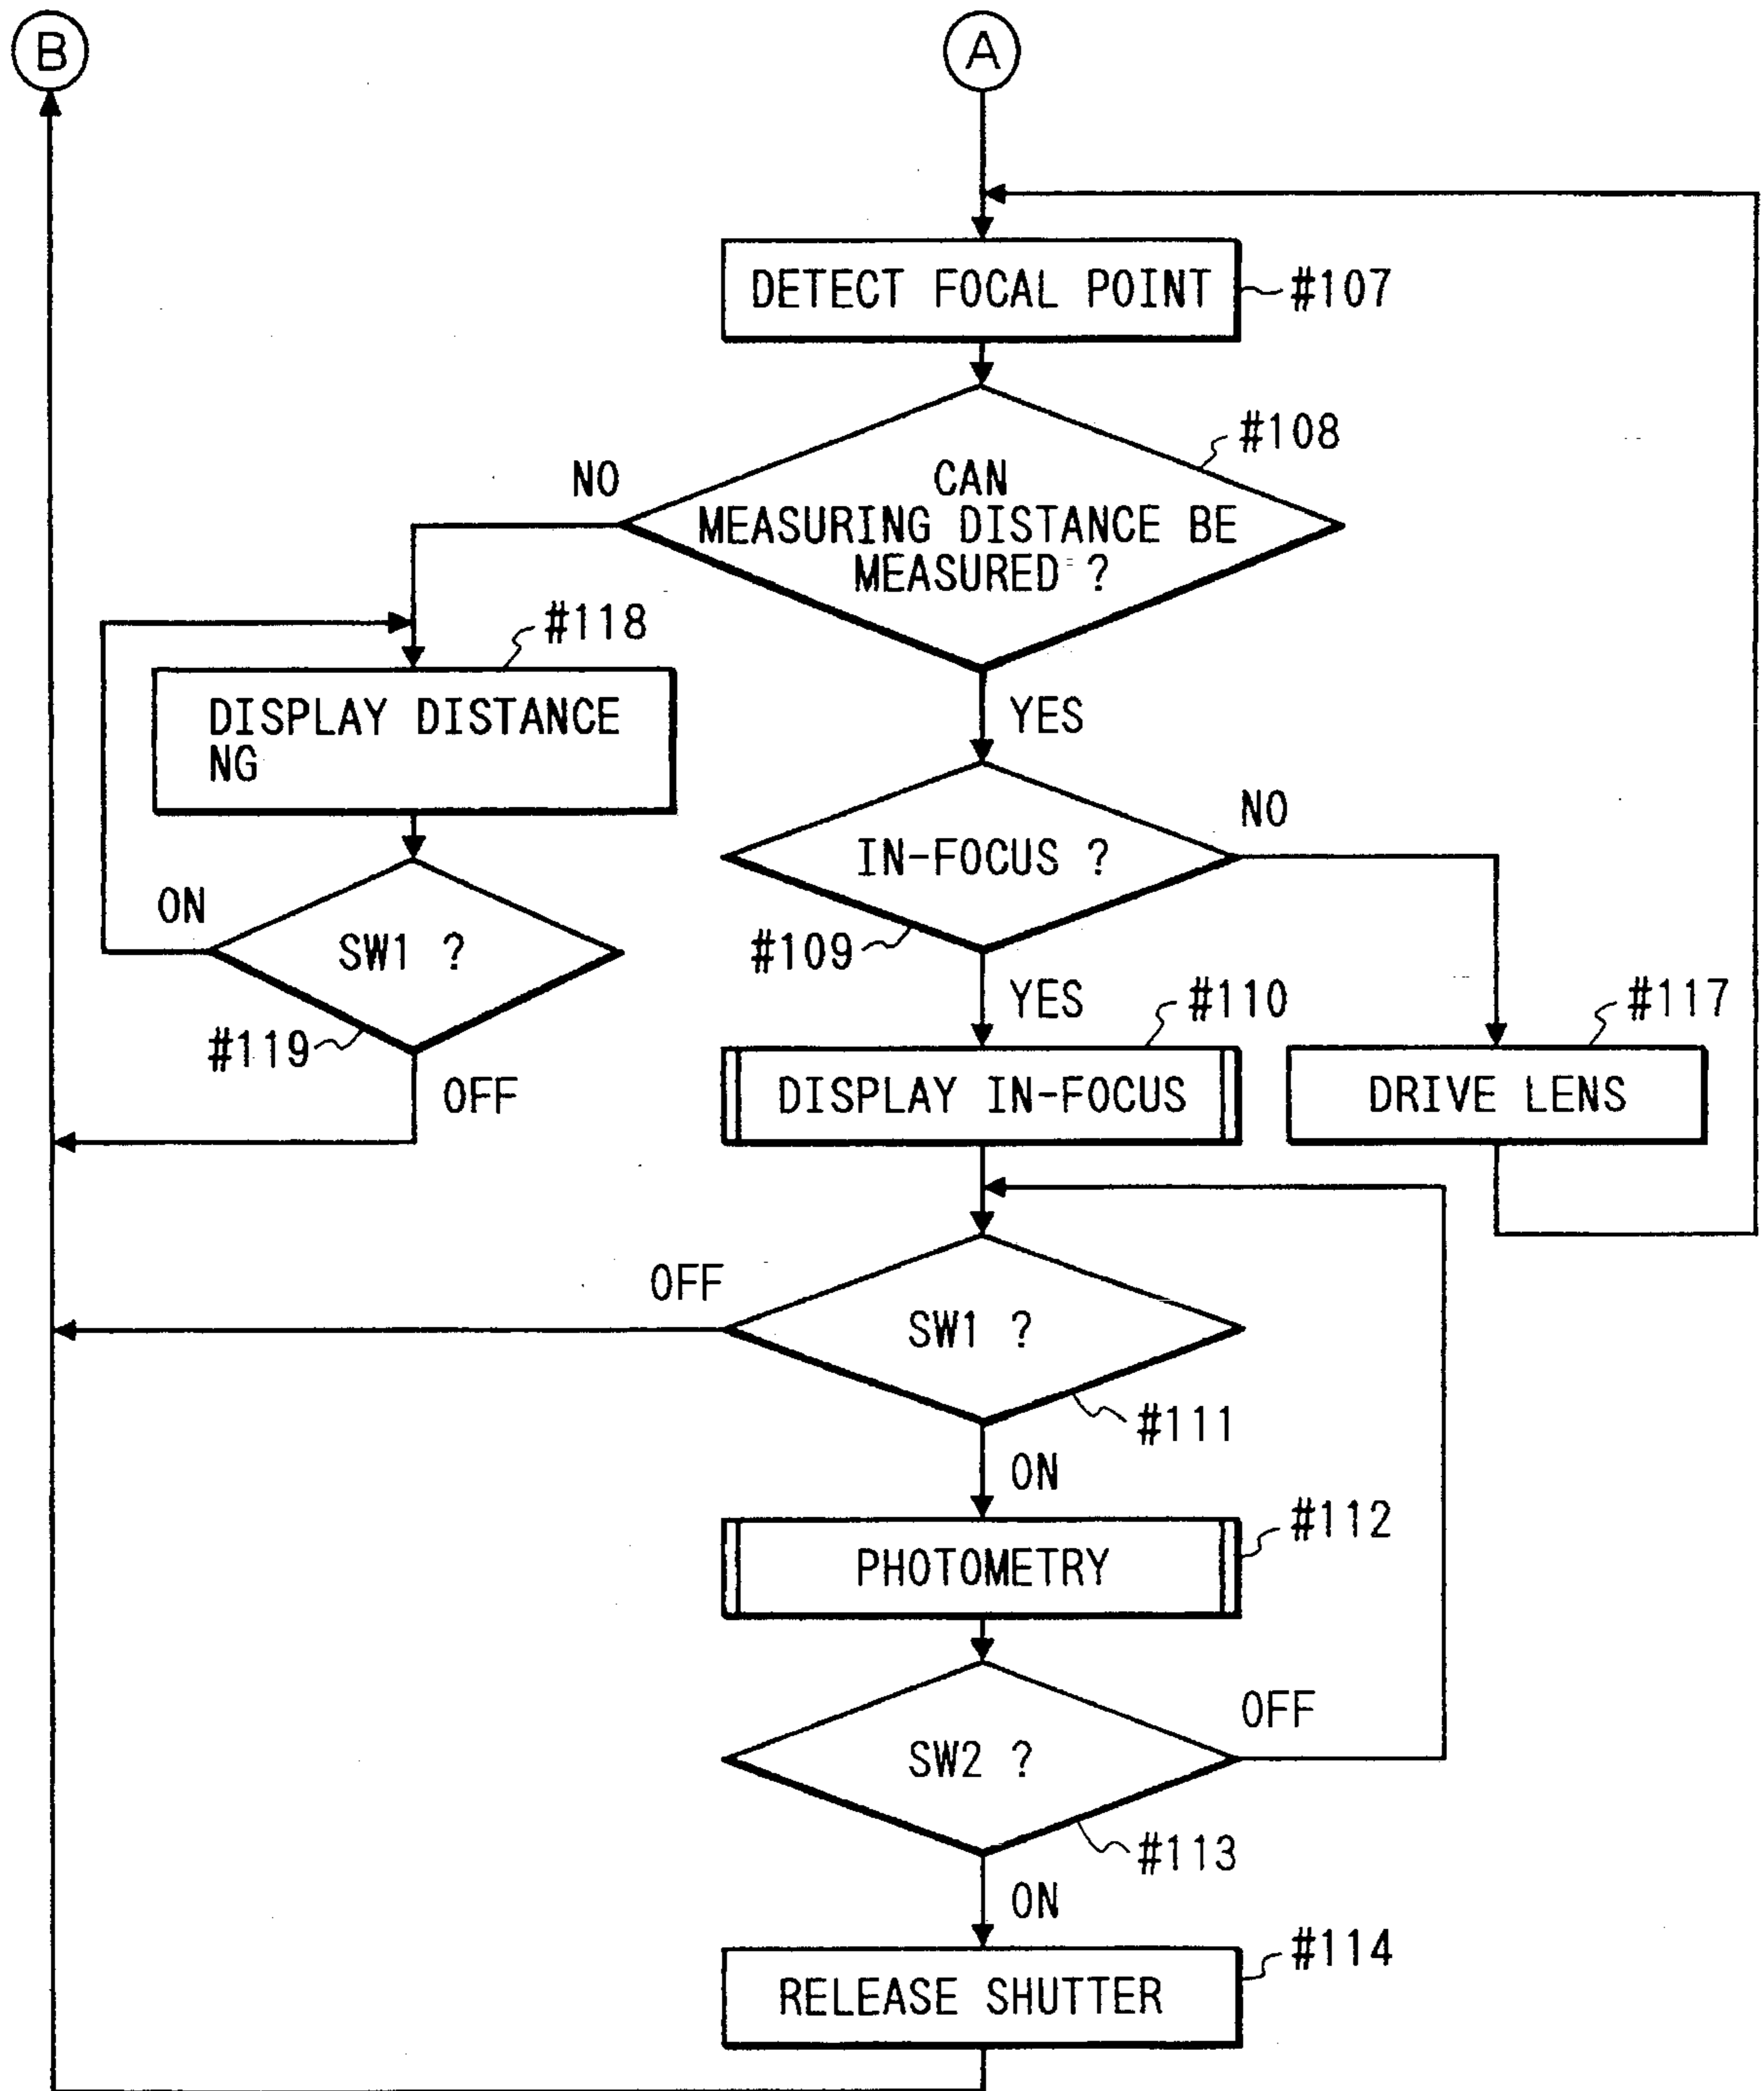 B
A
DETECT FOCAL POINT
#107
#108
NO
CAN
MEASURING DISTANCE BE
MEASURED ?
#118
YES
DISPLAY DISTANCE
NG
NO
IN-FOCUS ?
ON
SW1 ?
#109
#119
YES
#110
#117
OFF
DISPLAY IN-FOCUS
DRIVE LENS
OFF
SW1 ?
#111
ON
#112
PHOTOMETRY
OFF
SW2 ?
#113
ON
#114
RELEASE SHUTTER